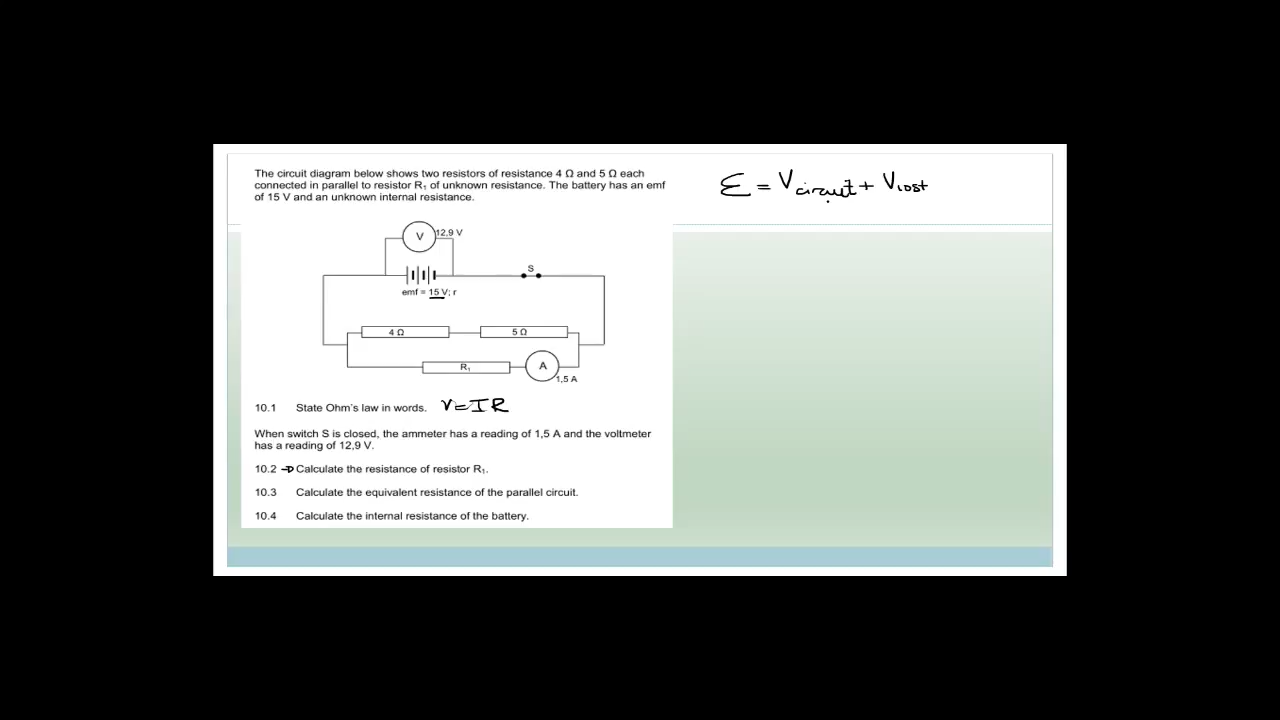 The circuit diagram below shows two resistors of resistance 4 Ω and 5 Ω each
connected in parallel to resistor R₁ of unknown resistance. The battery has an emf
of 15 V and an unknown internal resistance.
Ɛ = Vcircuit + Vlost
V
12,9 V
S
emf = 15 V; r
4 Ω
5 Ω
R₁
A
1,5 A
10.1 State Ohm's law in words. V=IR
When switch S is closed, the ammeter has a reading of 1,5 A and the voltmeter
has a reading of 12,9 V.
10.2 → Calculate the resistance of resistor R₁.
10.3 Calculate the equivalent resistance of the parallel circuit.
10.4 Calculate the internal resistance of the battery.